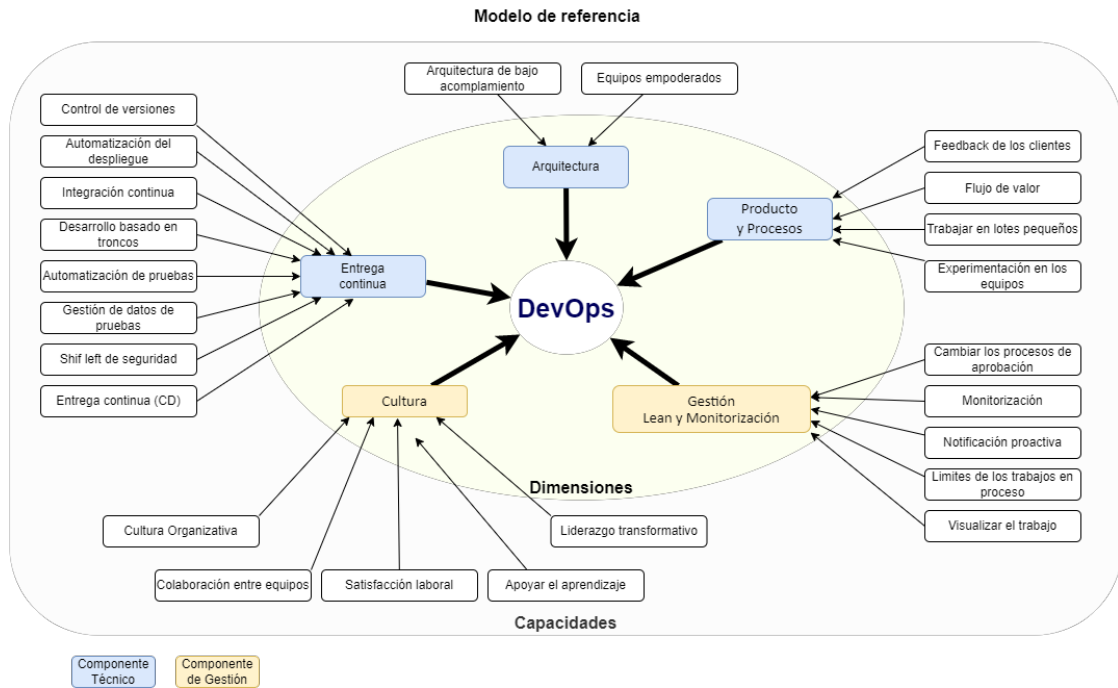 Modelo de referencia
Arquitectura de bajo
acoplamiento
Equipos empoderados
Control de versiones
Automatización del
despliegue
Integración continua
Desarrollo basado en
troncos
Automatización de pruebas
Gestión de datos de
pruebas
Shif left de seguridad
Entrega continua (CD)
Arquitectura
Producto
y Procesos
Entrega
continua
DevOps
Cultura
Gestión
Lean y Monitorización
Dimensiones
Feedback de los clientes
Flujo de valor
Trabajar en lotes pequeños
Experimentación en los
equipos
Cambiar los procesos de
aprobación
Monitorización
Notificación proactiva
Limites de los trabajos en
proceso
Visualizar el trabajo
Cultura Organizativa
Liderazgo transformativo
Colaboración entre equipos
Satisfacción laboral
Apoyar el aprendizaje
Capacidades
Componente
Técnico
Componente
de Gestión